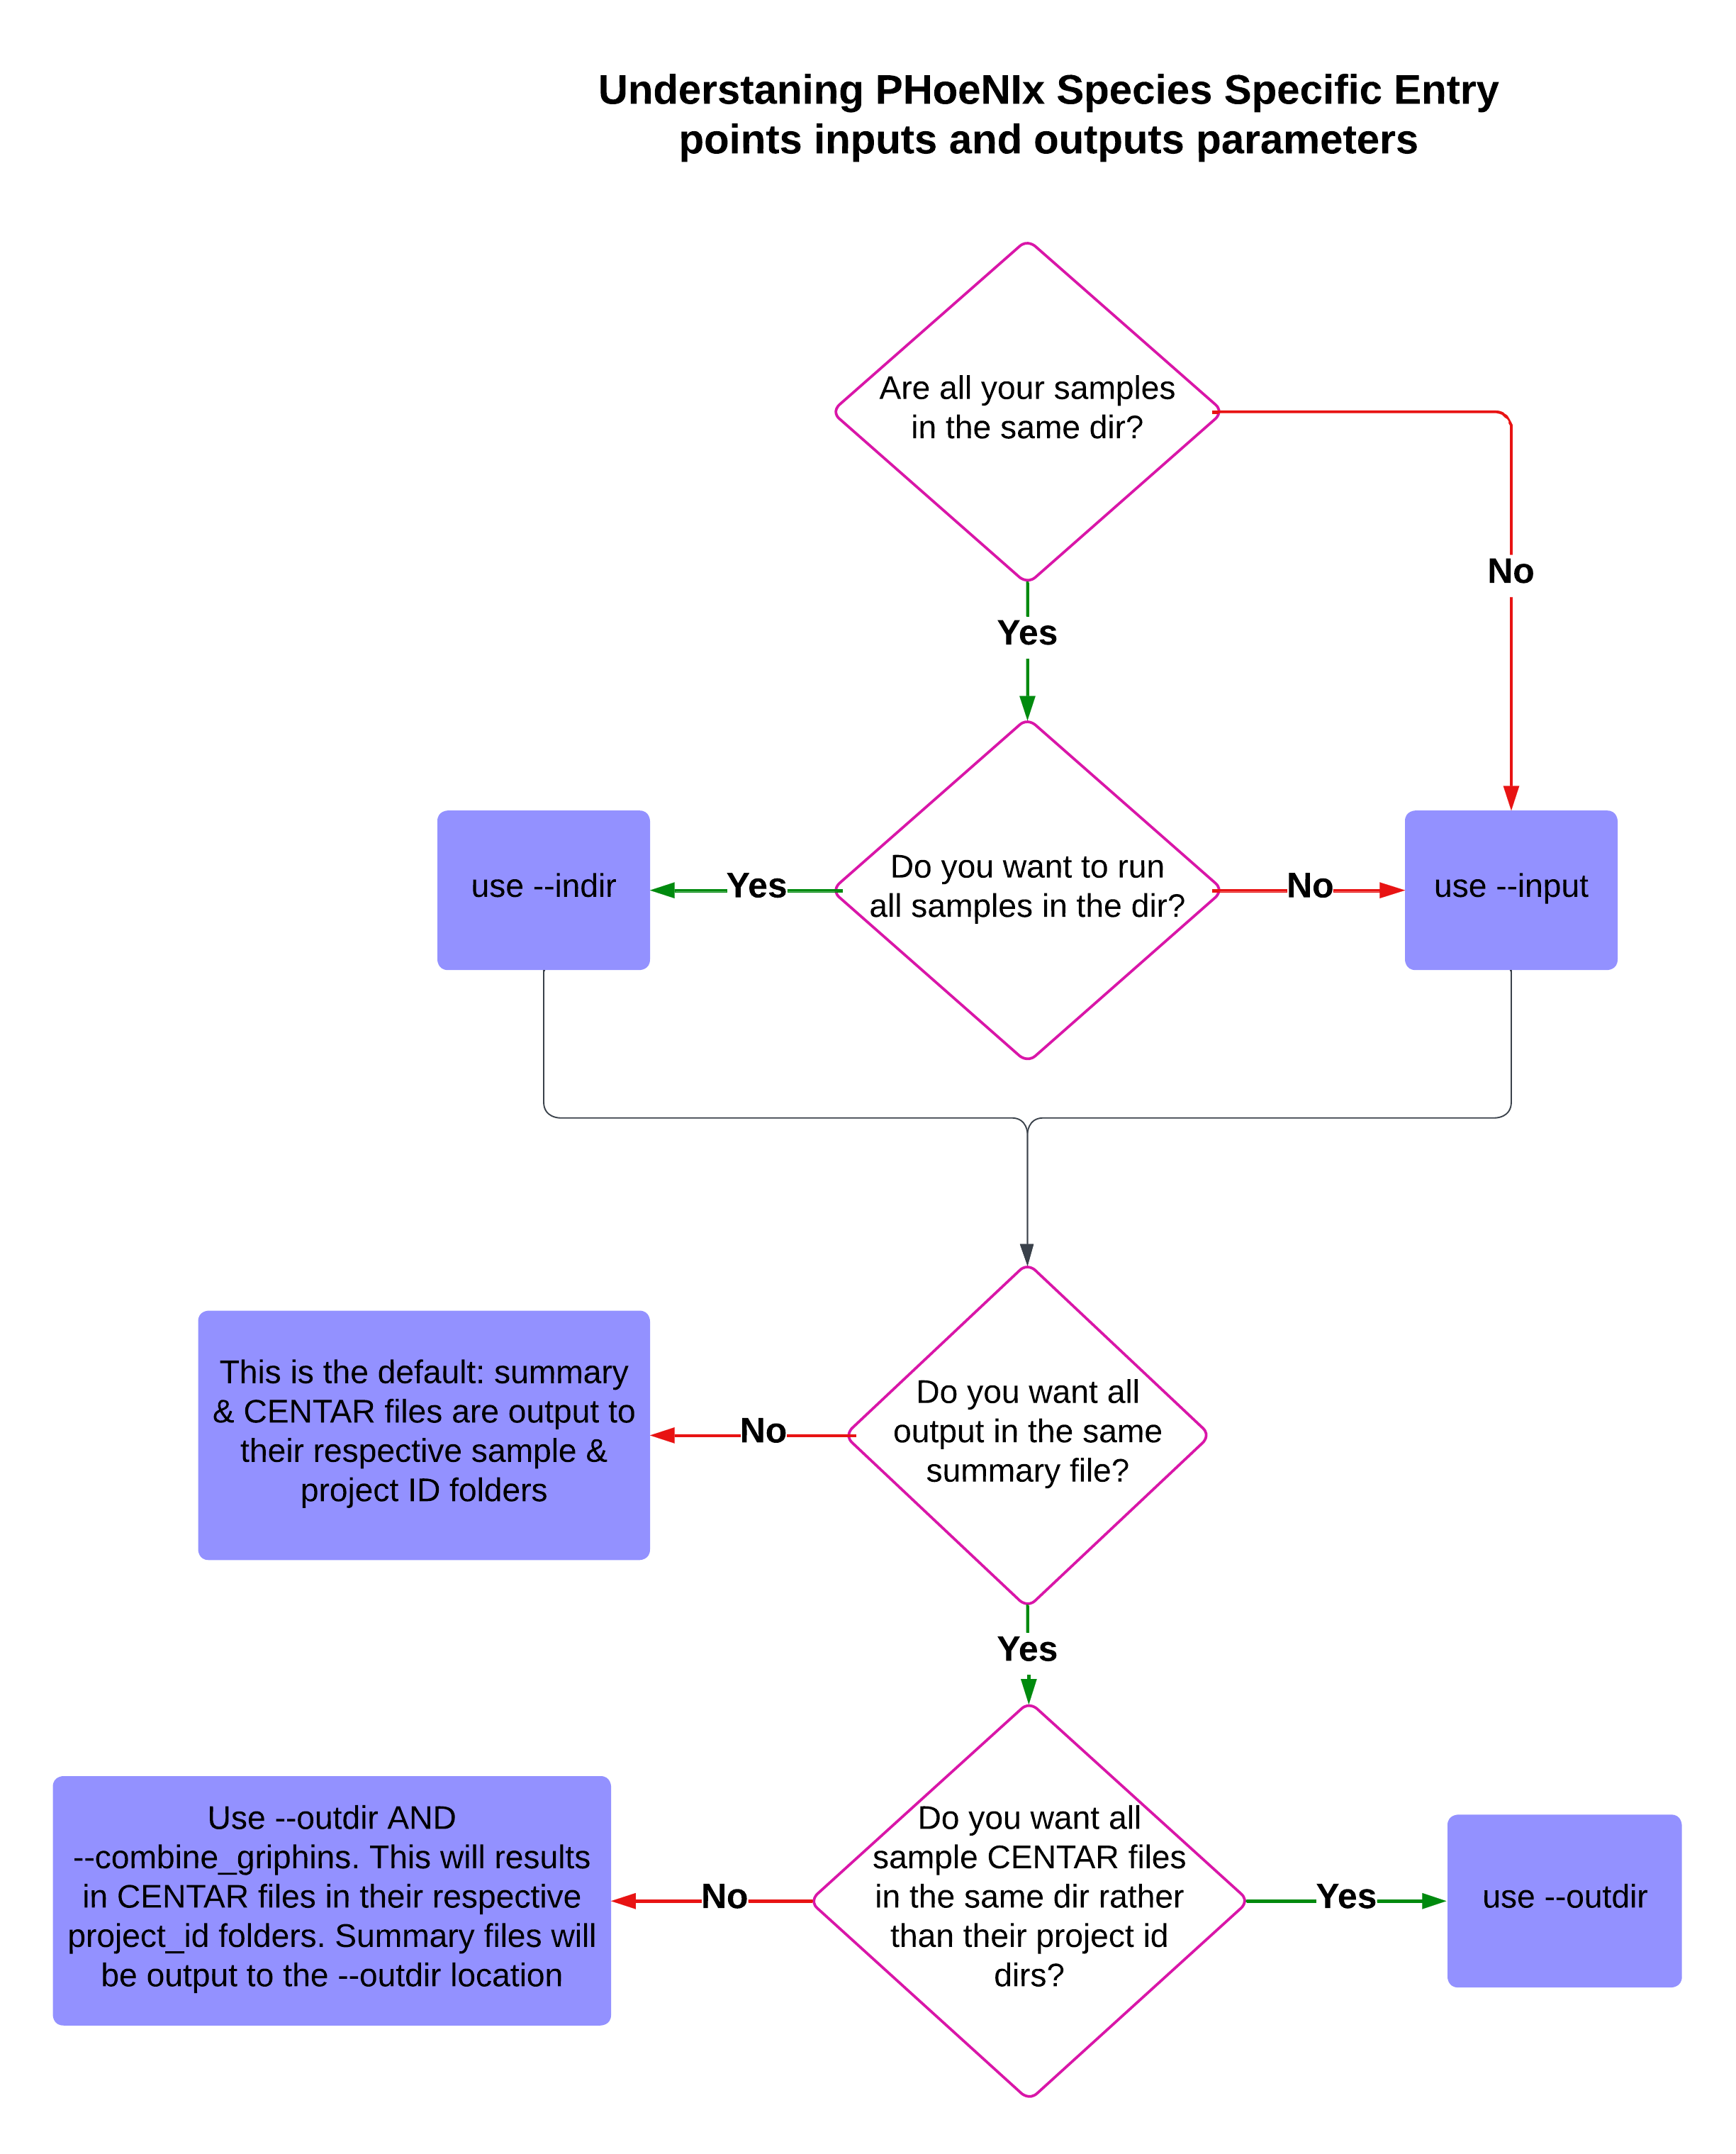 Understaning PHoeNIx Species Specific Entry
points inputs and outputs parameters
Are all your samples
in the same dir?
No
Yes
use --indir
Yes
Do you want to run
all samples in the dir?
No
use --input
This is the default: summary
& CENTAR files are output to
their respective sample &
project ID folders
No
Do you want all
output in the same
summary file?
Yes
Use --outdir AND
--combine_griphins. This will results
in CENTAR files in their respective
project_id folders. Summary files will
be output to the --outdir location
No
Do you want all
sample CENTAR files
in the same dir rather
than their project id
dirs?
Yes
use --outdir